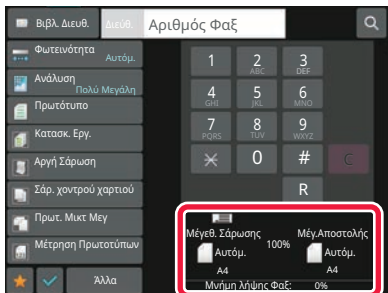 Βιβλ. Διευθ.
Διεύθ.
Αριθμός Φαξ
Φωτεινότητα
Αυτόμ.
Ανάλυση
Πολύ Μεγάλη
Πρωτότυπο
Κατασκ. Εργ.
Αργή Σάρωση
Σάρ. χοντρού χαρτιού
Πρωτ. Μικτ Μεγ
Μέτρηση Πρωτοτύπων
Άλλα
1 2 3
ABC DEF
4 5 6
GHI JKL MNO
7 8 9
PQRS TUV WXYZ
0 # C
R
Μέγεθ. Σάρωσης Μέγ.Αποστολής
100%
Αυτόμ. Αυτόμ.
A4 A4
Μνήμη λήψης Φαξ: 0%